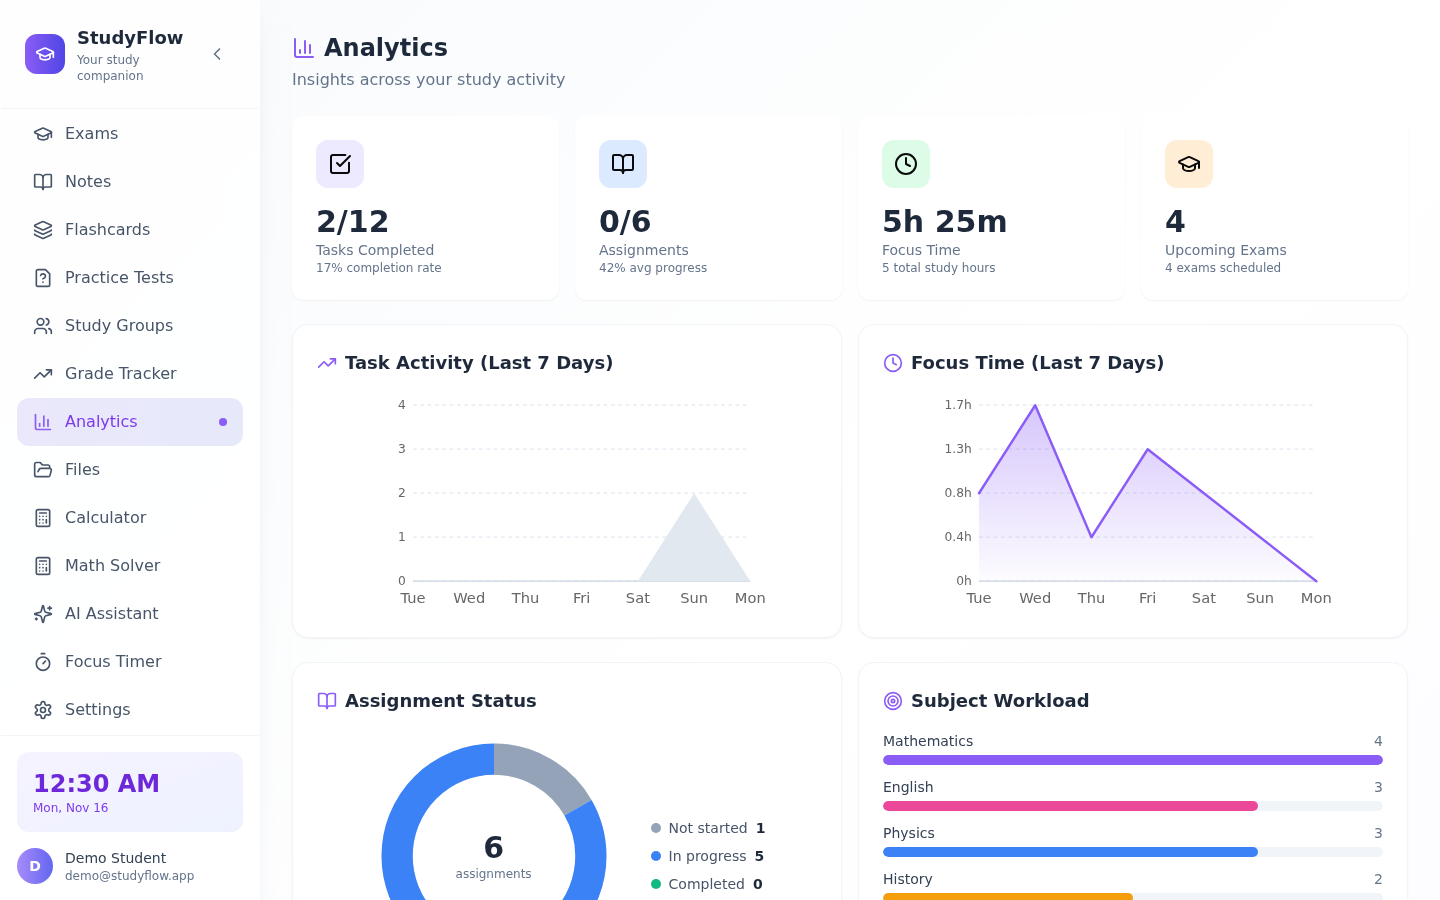 StudyFlow
Your study
companion
Exams
Notes
Flashcards
Practice Tests
Study Groups
Grade Tracker
Analytics
Files
Calculator
Math Solver
AI Assistant
Focus Timer
Settings
12:30 AM
Mon, Nov 16
D
Demo Student
demo@studyflow.app
Analytics
Insights across your study activity
2/12
Tasks Completed
17% completion rate
0/6
Assignments
42% avg progress
5h 25m
Focus Time
5 total study hours
4
Upcoming Exams
4 exams scheduled
Task Activity (Last 7 Days)
4
3
2
1
0
Tue Wed Thu Fri Sat Sun Mon
Focus Time (Last 7 Days)
1.7h
1.3h
0.8h
0.4h
0h
Tue Wed Thu Fri Sat Sun Mon
Assignment Status
6
assignments
Not started 1
In progress 5
Completed 0
Subject Workload
Mathematics 4
English 3
Physics 3
History 2